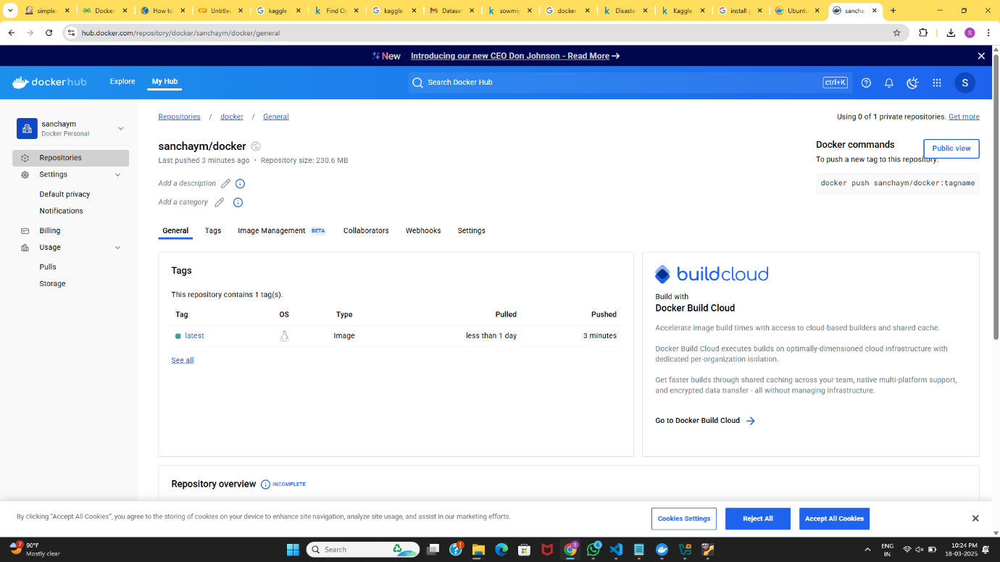 simple-
Docker
How to
Untitled
kaggle
Find Op
kaggle
Dataset
sowmiy
docker
Disaste
Kaggle
install g
Ubuntu
sancha
hub.docker.com/repository/docker/sanchaym/docker/general
New Introducing our new CEO Don Johnson - Read More →
dockerhub Explore My Hub Search Docker Hub ctrl+K S
sanchaym
Docker Personal
Repositories
Settings
Default privacy
Notifications
Billing
Usage
Pulls
Storage
Repositories / docker / General
Using 0 of 1 private repositories. Get more
sanchaym/docker
Last pushed 3 minutes ago • Repository size: 230.6 MB
Add a description
Add a category
Docker commands
Public view
To push a new tag to this repository:
docker push sanchaym/docker:tagname
General Tags Image Management BETA Collaborators Webhooks Settings
Tags
This repository contains 1 tag(s).
Tag OS Type Pulled Pushed
latest Image less than 1 day 3 minutes
See all
buildcloud
Build with
Docker Build Cloud
Accelerate image build times with access to cloud-based builders and shared cache.
Docker Build Cloud executes builds on optimally-dimensioned cloud infrastructure with
dedicated per-organization isolation.
Get faster builds through shared caching across your team, native multi-platform support,
and encrypted data transfer - all without managing infrastructure.
Go to Docker Build Cloud →
Repository overview INCOMPLETE
By clicking “Accept All Cookies”, you agree to the storing of cookies on your device to enhance site navigation, analyze site usage, and assist in our marketing efforts.
Cookies Settings Reject All Accept All Cookies
7 90°F
Mostly clear
Search
6
ENG
IN
10:24 PM
18-03-2025